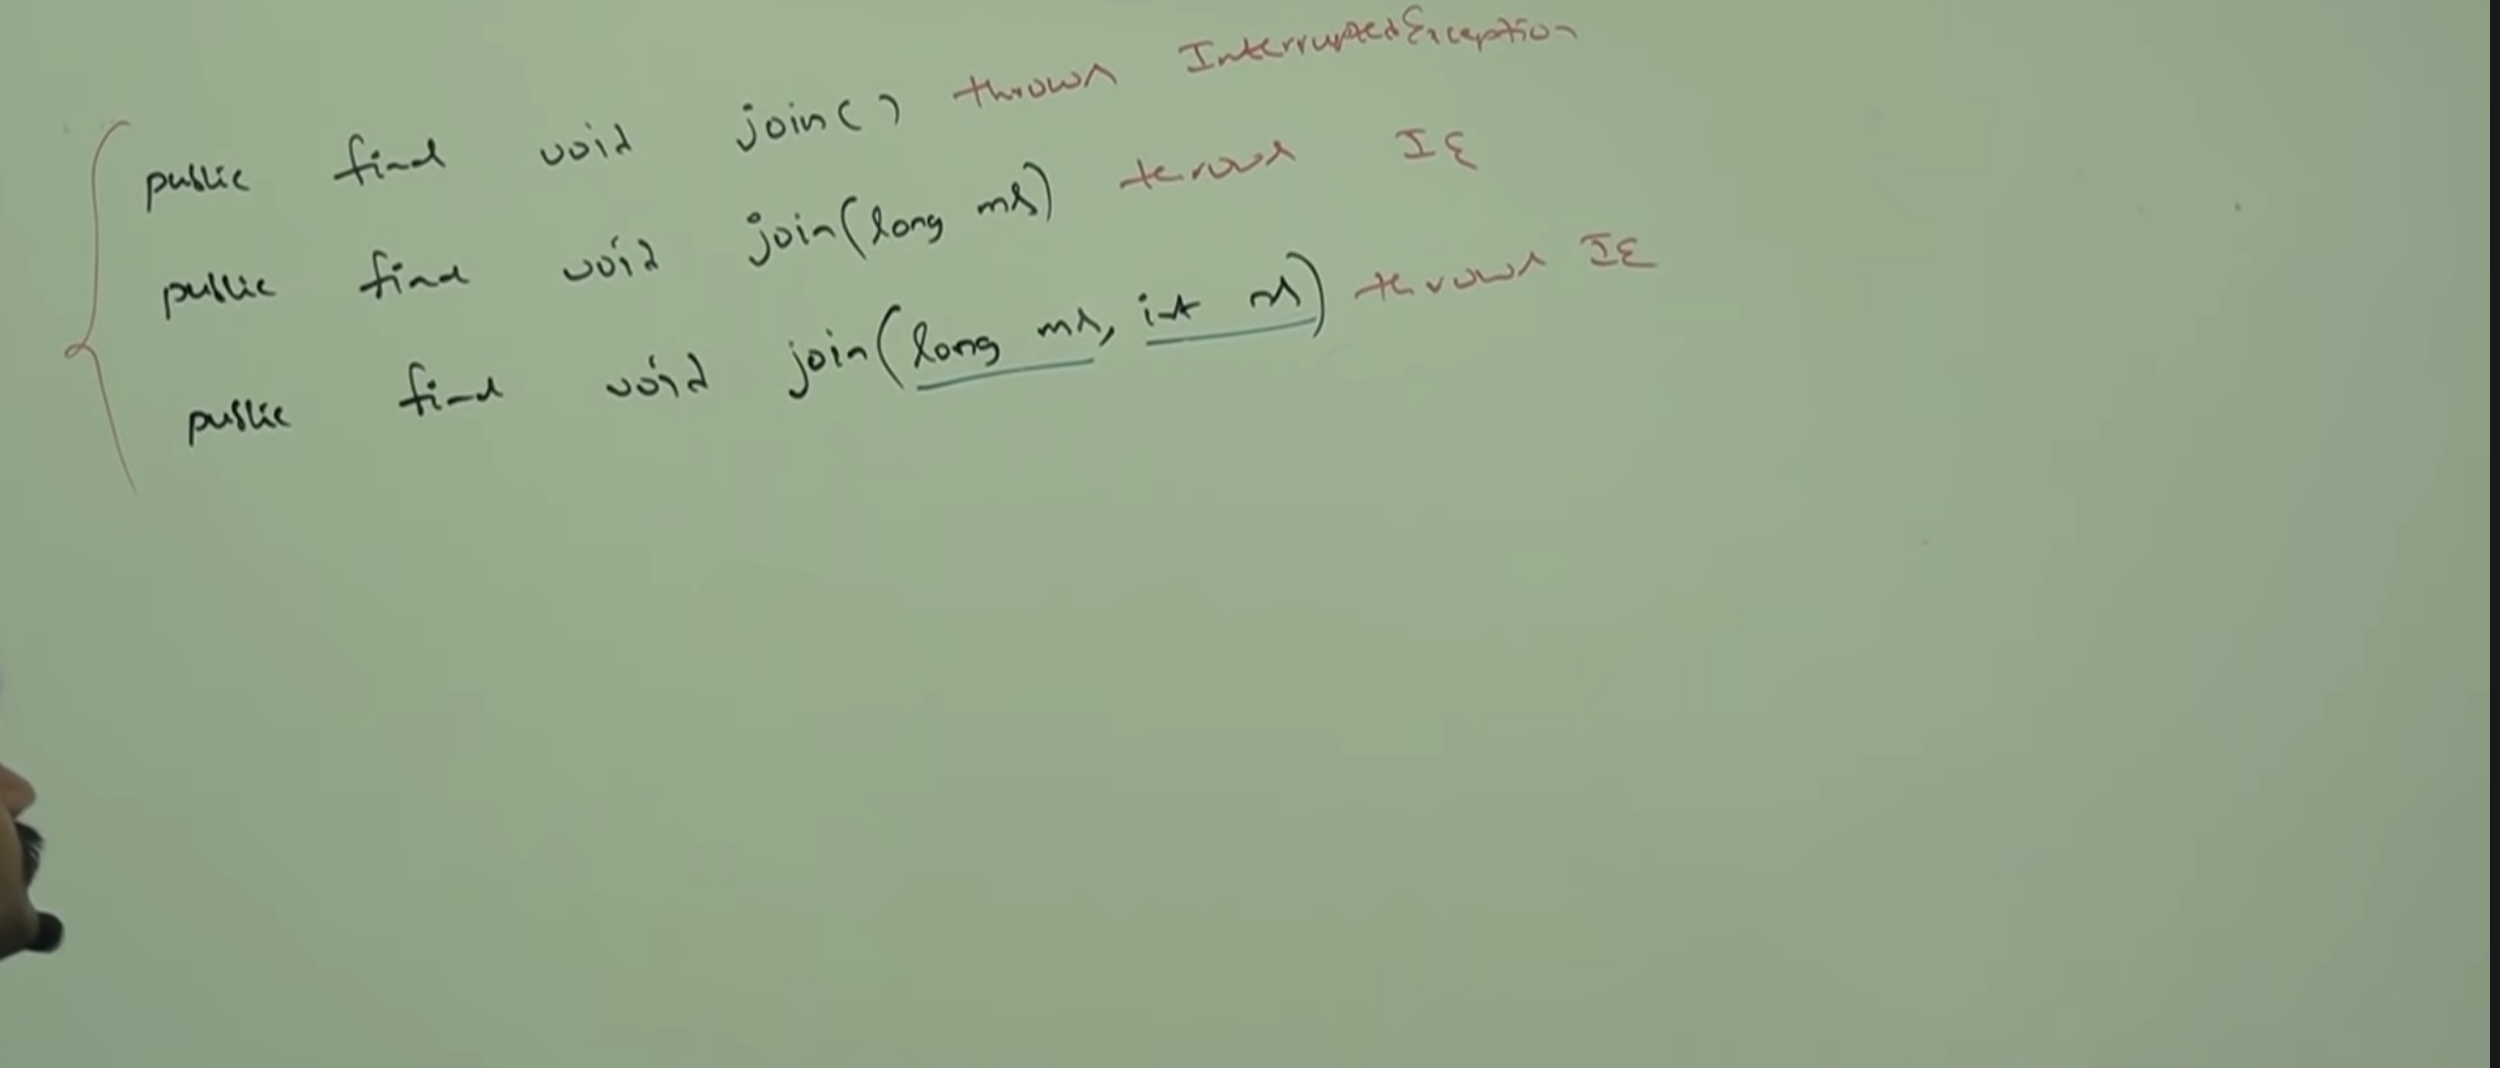 public final void join() throws InterruptedException
public final void join(long ms) throws IE
public final void join(long ms, int ns) throws IE